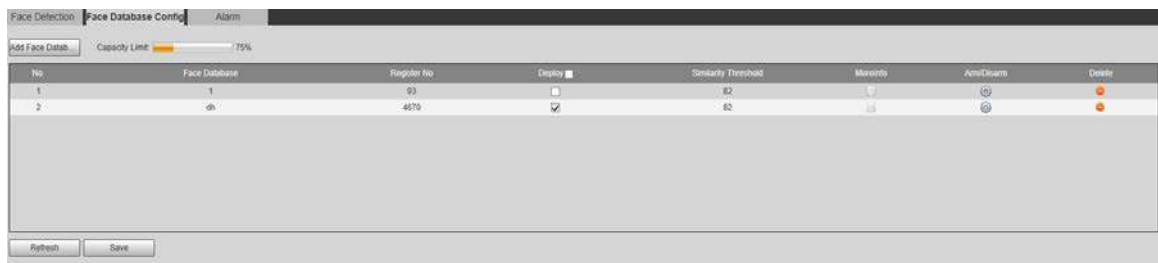 Face Detection Face Database Config Alarm
Add Face Datab... Capacity Limit: 75%
No. Face Database Register No Deploy Similarity Threshold Moreinfo Arm/Disarm Delete
1 1 93 82
2 dh 4670 82
Refresh Save